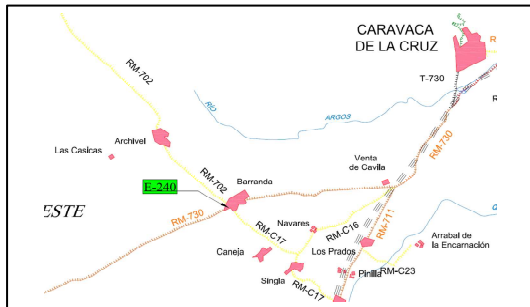 CARAVACA
DE LA CRUZ
T-730
RM-702
RÍO
ARGOS
RM-730
Archivel
Las Casicas
Venta
de Cavila
RM-702
Barranda
E-240
ESTE
RM-730
Navares
RM-C16
RM-711
Arrabal de
la Encarnación
RM-C17
Los Prados
Caneja
RM-C23
Singla
Pinilla
RM-C17